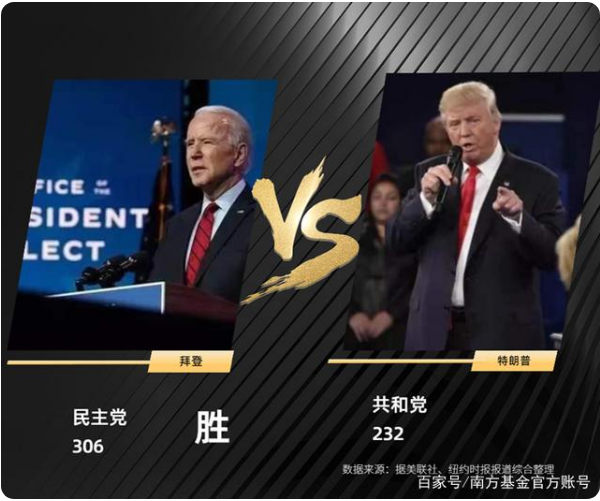 FICE OF THE
SIDENT
LECT
VS
拜登
特朗普
民主党
306
胜
共和党
232
数据来源：据美联社、纽约时报报道综合整理
百家号/南方基金官方账号